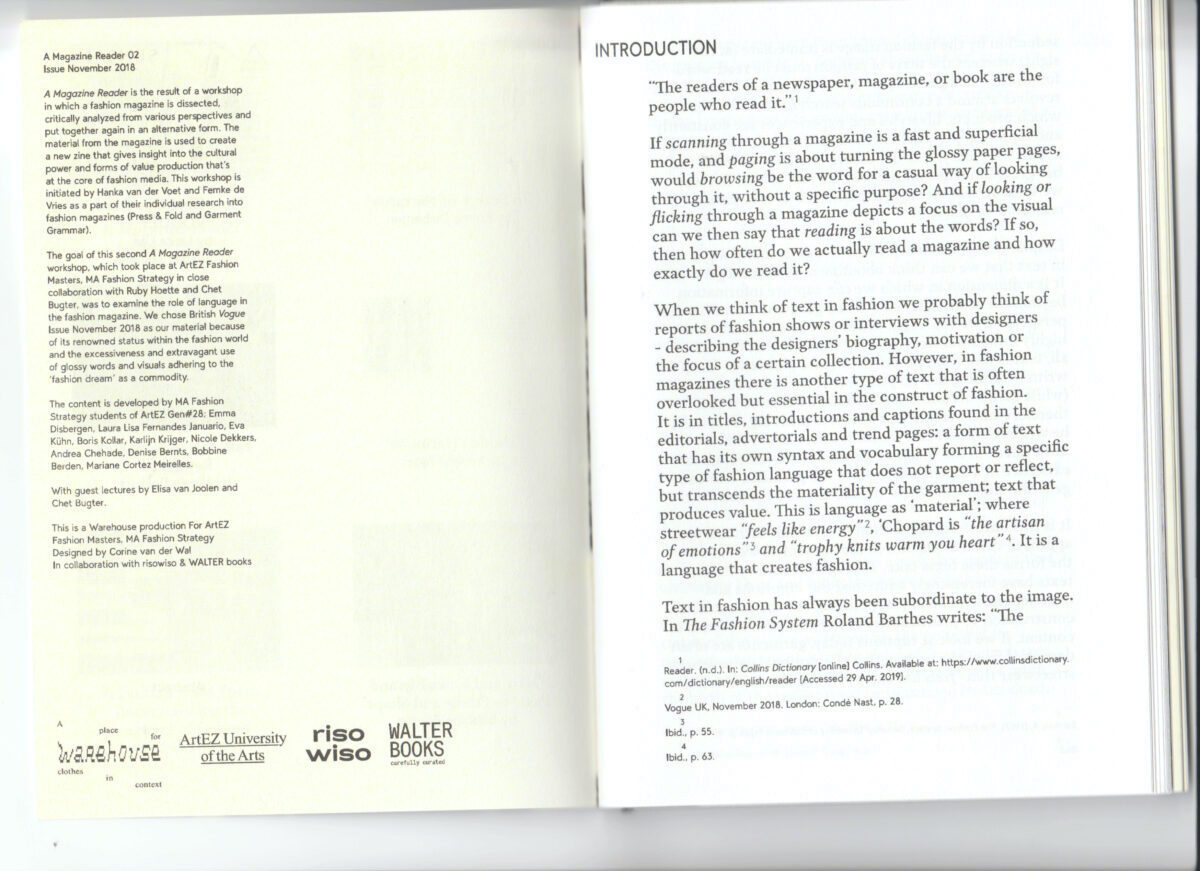 A Magazine Reader 02
Issue November 2018
A Magazine Reader is the result of a workshop
in which a fashion magazine is dissected,
critically analyzed from various perspectives and
put together again in an alternative form. The
material from the magazine is used to create
a new zine that gives insight into the cultural
power and forms of value production that's
at the core of fashion media. This workshop is
initiated by Hanka van der Voet and Femke de
Vries as a part of their individual research into
fashion magazines (Press & Fold and Garment
Grammar).
The goal of this second A Magazine Reader
workshop, which took place at ArtEZ Fashion
Masters, MA Fashion Strategy in close
collaboration with Ruby Hoette and Chet
Bugter, was to examine the role of language in
the fashion magazine. We chose British Vogue
Issue November 2018 as our material because
of its renowned status within the fashion world
and the excessiveness and extravagant use
of glossy words and visuals adhering to the
'fashion dream' as a commodity.
The content is developed by MA Fashion
Strategy students of ArtEZ Gen#28; Emma
Disbergen, Laura Lisa Fernandes Januario, Eva
Kühn, Boris Kollar, Karlijn Krijger, Nicole Dekkers,
Andrea Chehade, Denise Bernts, Bobbine
Berden, Mariane Cortez Meirelles.
With guest lectures by Elisa van Joolen and
Chet Bugter.
This is a Warehouse production For ArtEZ
Fashion Masters, MA Fashion Strategy
Designed by Corine van der Wal
In collaboration with risowiso & WALTER books
A
place
for
warehouse
clothes
in
context
ArtEZ University
of the Arts
riso
wiso
WALTER
BOOKS
carefully curated
INTRODUCTION
"The readers of a newspaper, magazine, or book are the
people who read it." 1
If scanning through a magazine is a fast and superficial
mode, and paging is about turning the glossy paper pages,
would browsing be the word for a casual way of looking
through it, without a specific purpose? And if looking or
flicking through a magazine depicts a focus on the visual
can we then say that reading is about the words? If so,
then how often do we actually read a magazine and how
exactly do we read it?
When we think of text in fashion we probably think of
reports of fashion shows or interviews with designers
- describing the designers' biography, motivation or
the focus of a certain collection. However, in fashion
magazines there is another type of text that is often
overlooked but essential in the construct of fashion.
It is in titles, introductions and captions found in the
editorials, advertorials and trend pages: a form of text
that has its own syntax and vocabulary forming a specific
type of fashion language that does not report or reflect,
but transcends the materiality of the garment; text that
produces value. This is language as 'material'; where
streetwear "feels like energy"2, 'Chopard is "the artisan
of emotions"3 and "trophy knits warm you heart"4. It is a
language that creates fashion.
Text in fashion has always been subordinate to the image.
In The Fashion System Roland Barthes writes: "The
1
Reader. (n.d.). In: Collins Dictionary [online] Collins. Available at: https://www.collinsdictionary.
com/dictionary/english/reader [Accessed 29 Apr. 2019].
2
Vogue UK, November 2018. London: Condé Nast, p. 28.
3
Ibid., p. 55.
4
Ibid., p. 63.